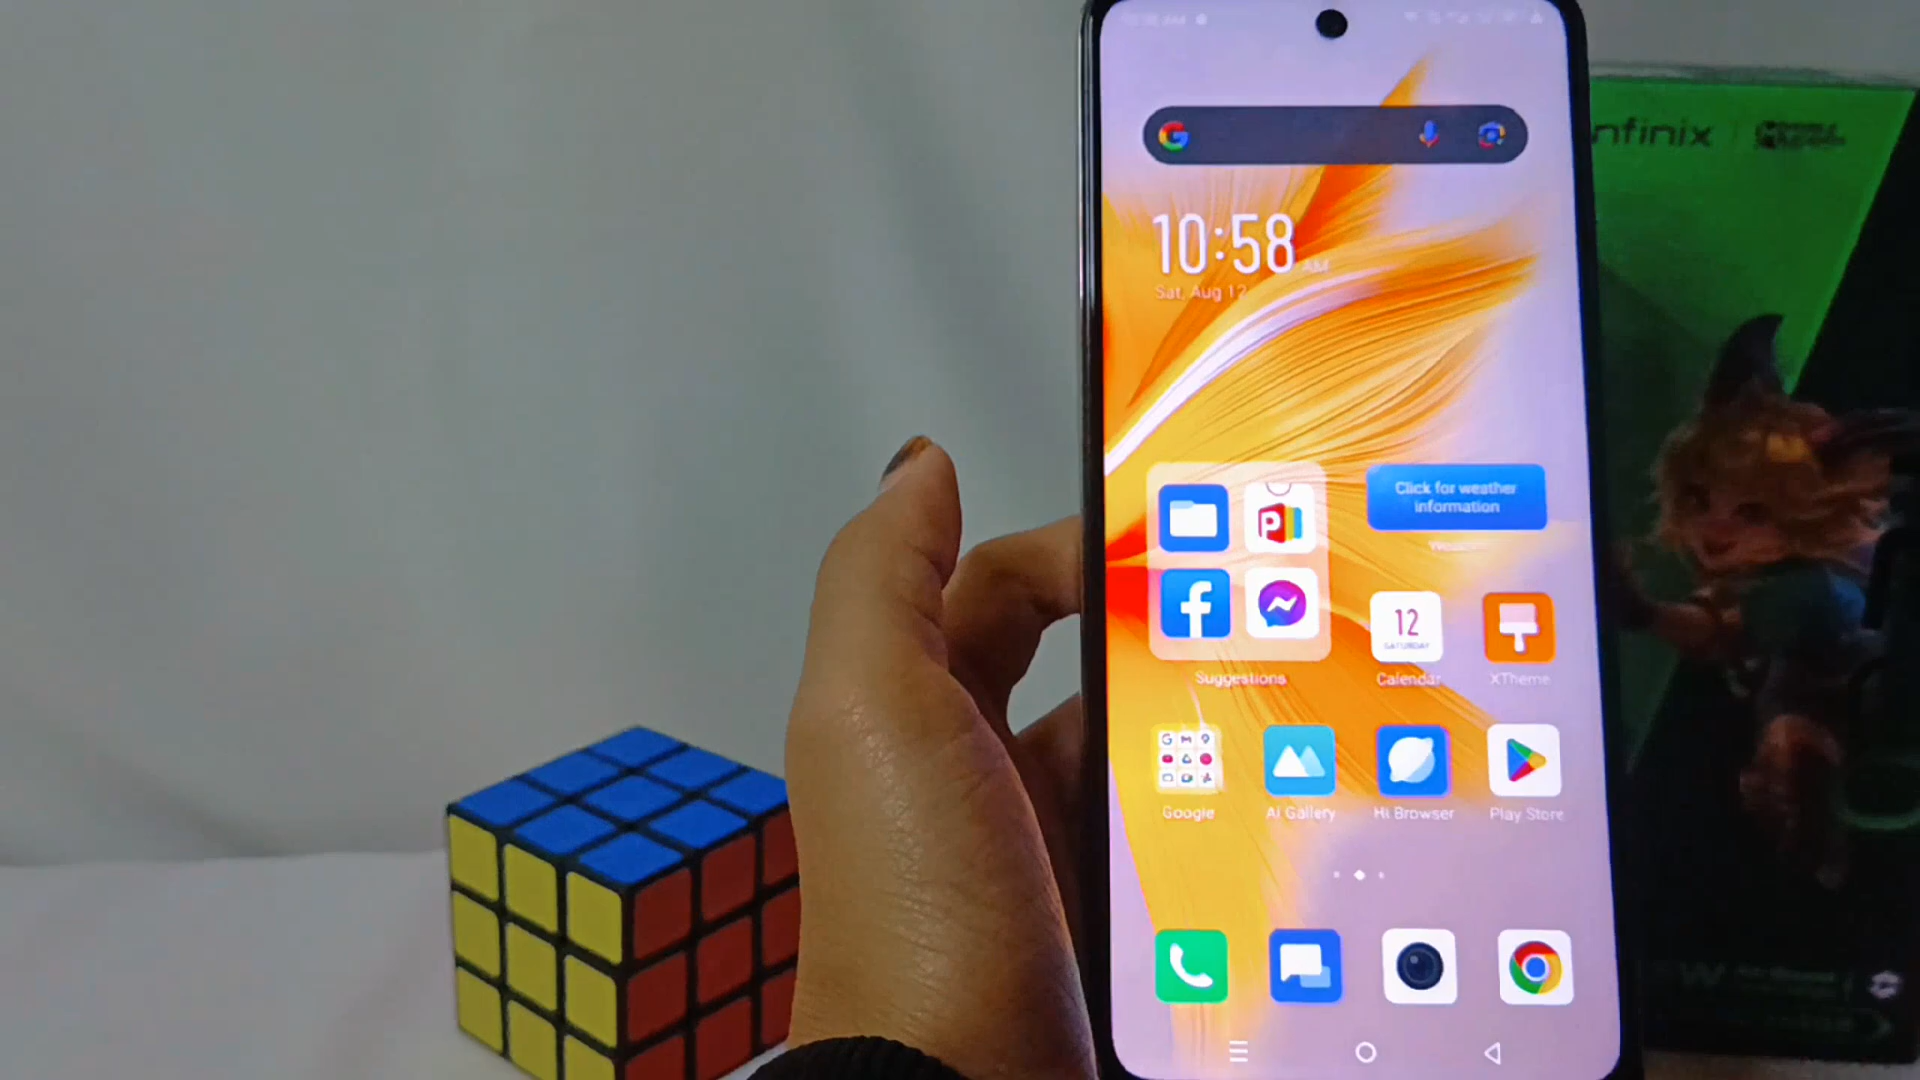 nfinix
10:58
AM
Sat, Aug 12
Click for weather
information
12
SATURDAY
Suggestions
Calendar
XTheme
Google
AI Gallery
Hi Browser
Play Store